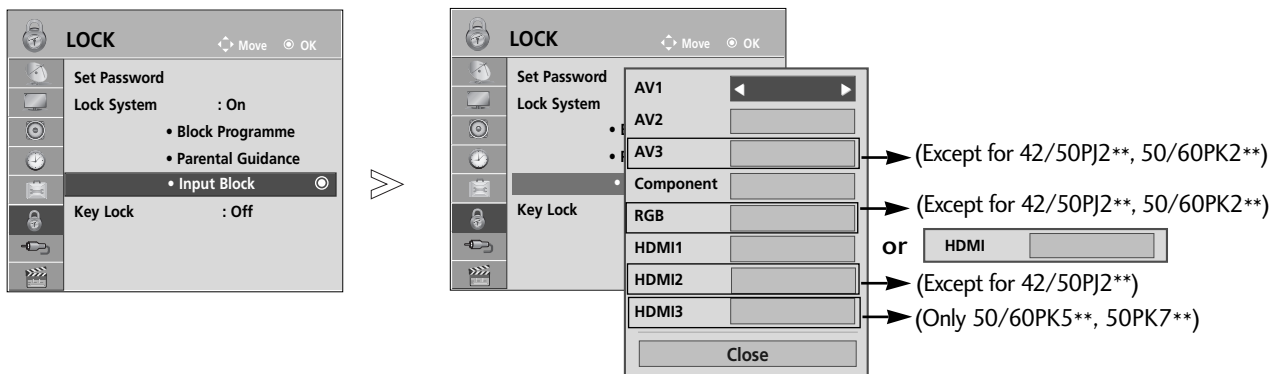 LOCK
Move OK
Set Password
Lock System : On
• Block Programme
• Parental Guidance
• Input Block
Key Lock : Off
LOCK
Move OK
Set Password
Lock System
Key Lock
AV1
AV2
AV3
Component
RGB
HDMI1
HDMI2
HDMI3
Close
(Except for 42/50PJ2**, 50/60PK2**)
(Except for 42/50PJ2**, 50/60PK2**)
or HDMI
(Except for 42/50PJ2**)
(Only 50/60PK5**, 50PK7**)